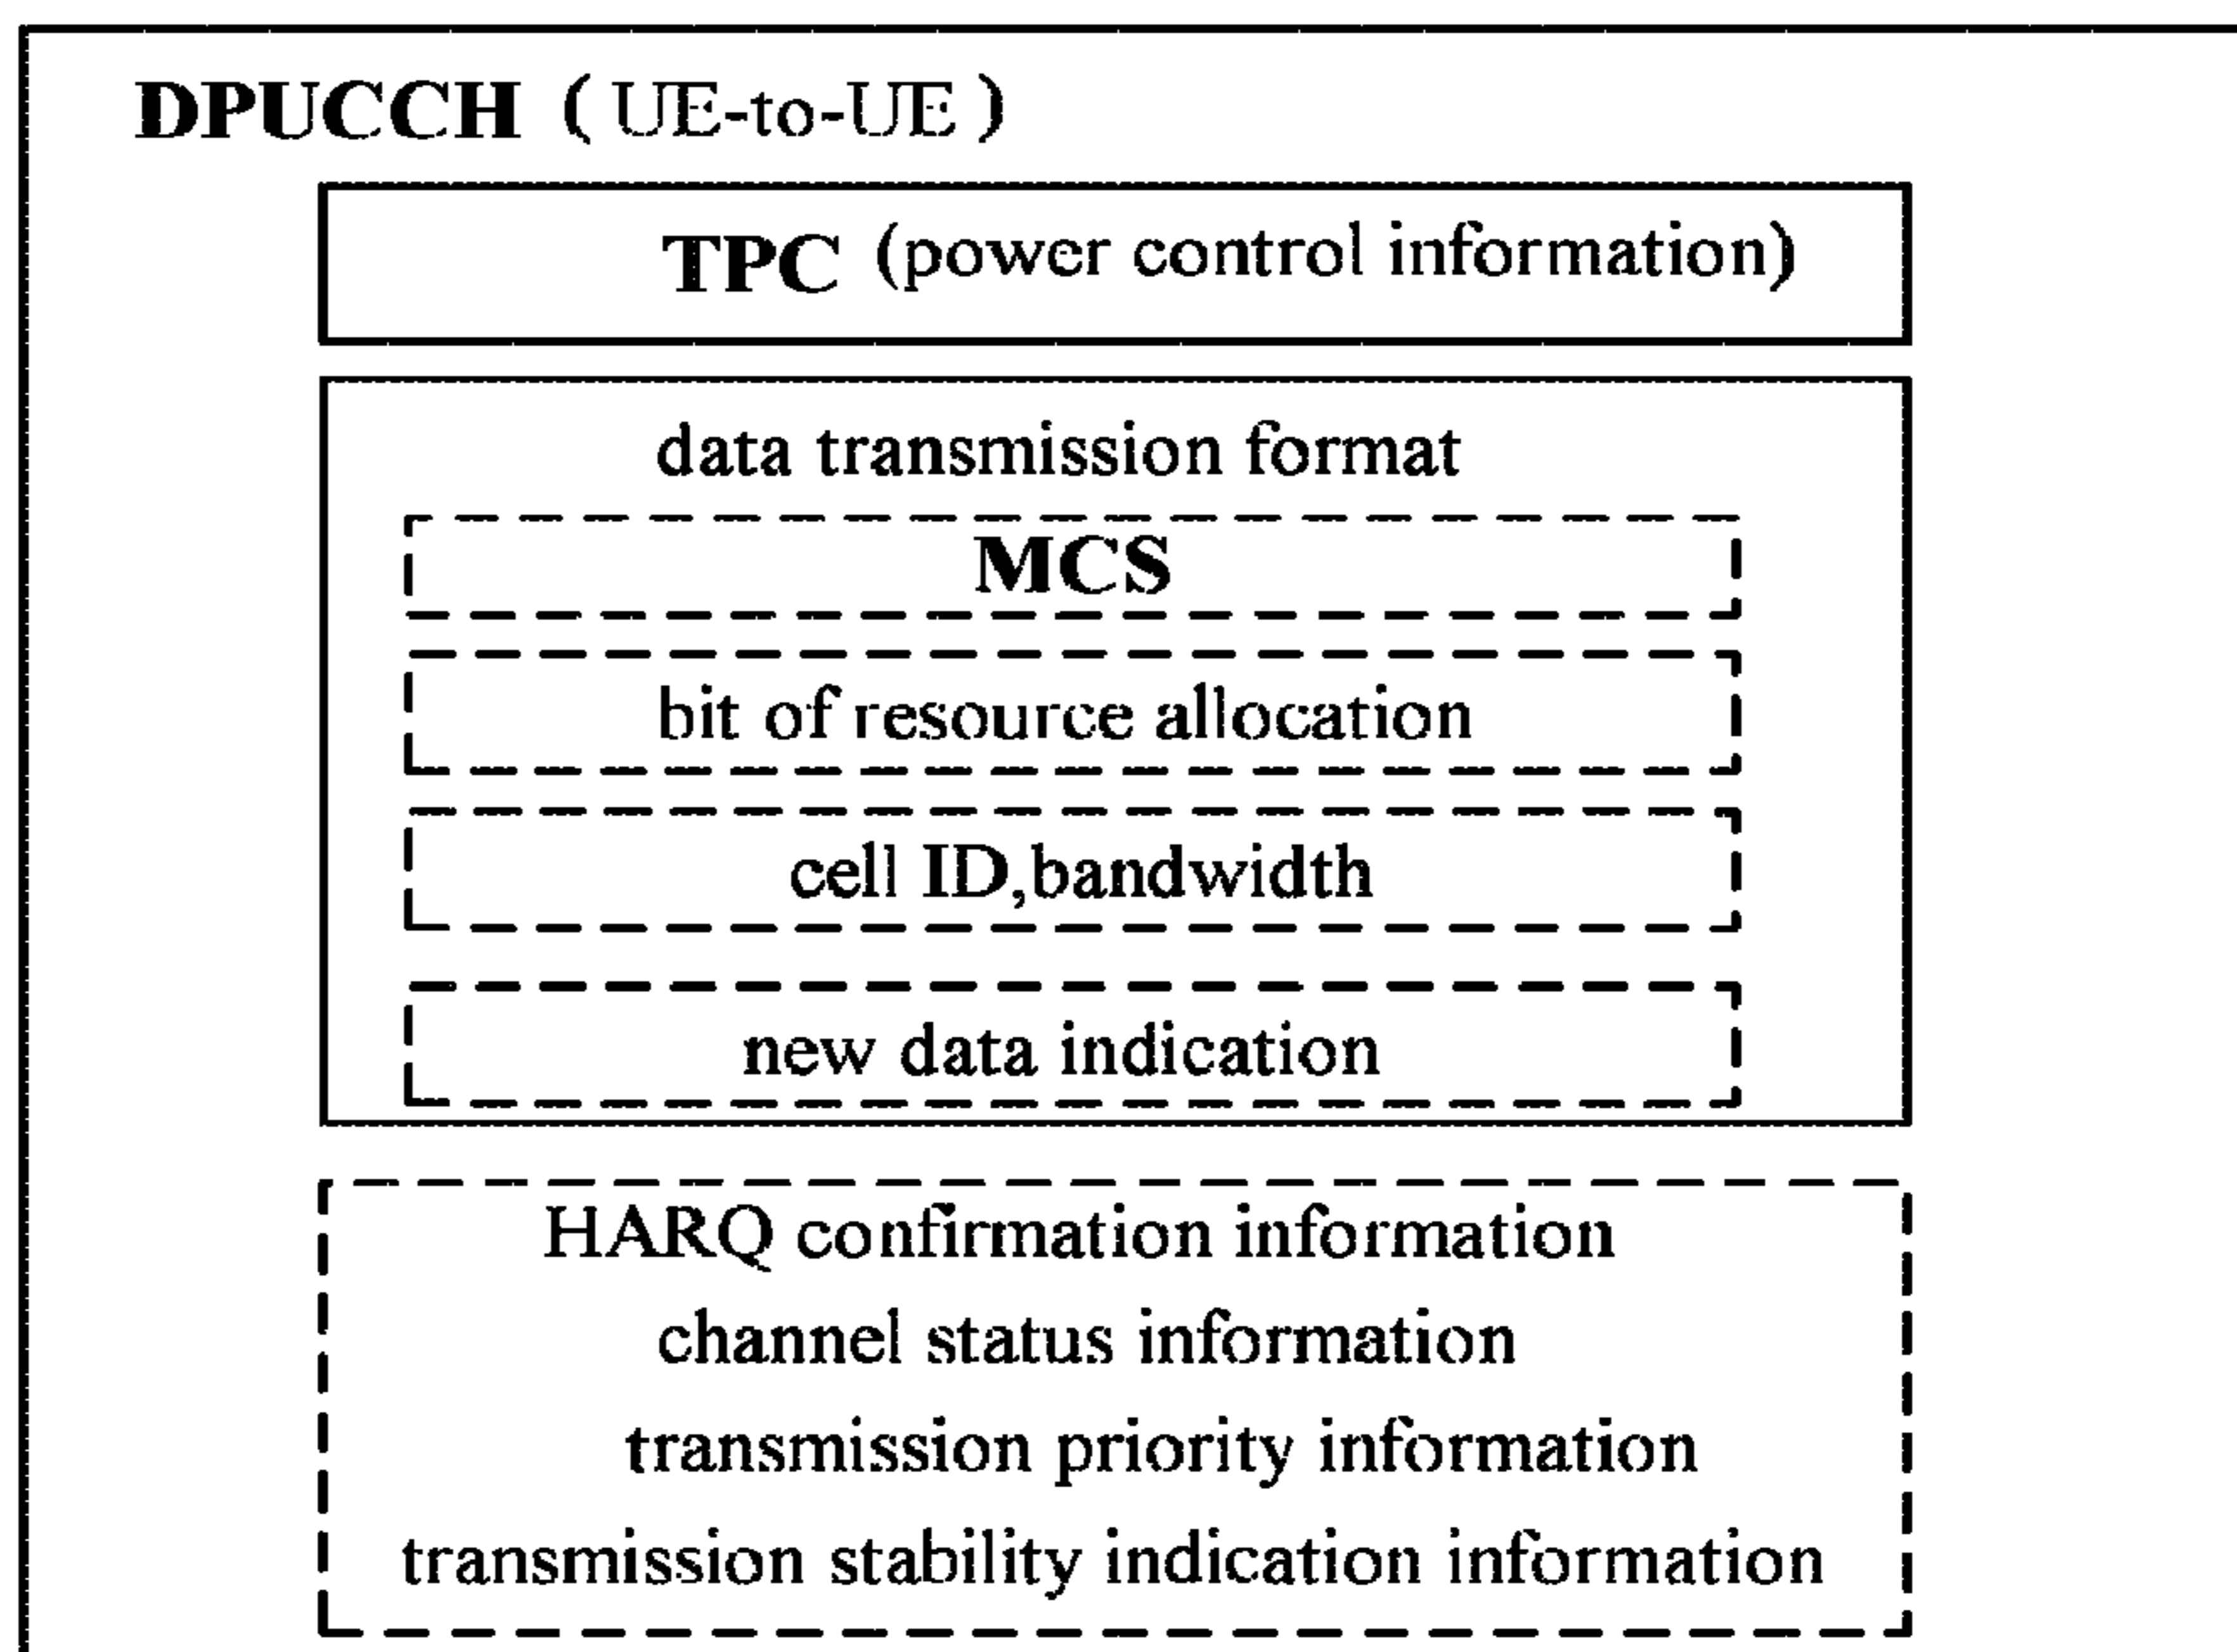 DPUCCH ( UE-to-UE )
TPC (power control information)
data transmission format
MCS
bit of resource allocation
cell ID,bandwidth
new data indication
HARQ confirmation information
channel status information
transmission priority information
transmission stability indication information